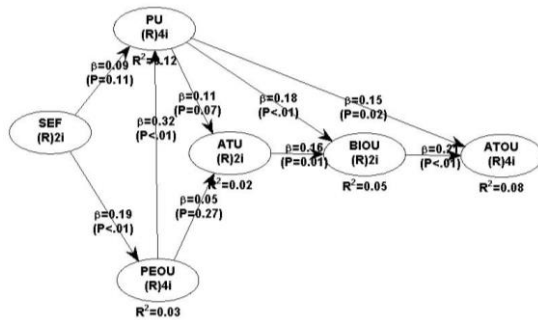 PU
(R)4i
R²=0.12
β=0.09
(P=0.11)
β=0.11
(P=0.07)
β=0.18
(P<.01)
β=0.15
(P=0.02)
SEF
(R)2i
β=0.32
(P<.01)
ATU
(R)2i
R²=0.02
β=0.16
(P=0.01)
BIOU
(R)2i
R²=0.05
β=0.21
(P<.01)
ATOU
(R)4i
R²=0.08
β=0.19
(P<.01)
β=0.05
(P=0.27)
PEOU
(R)4i
R²=0.03